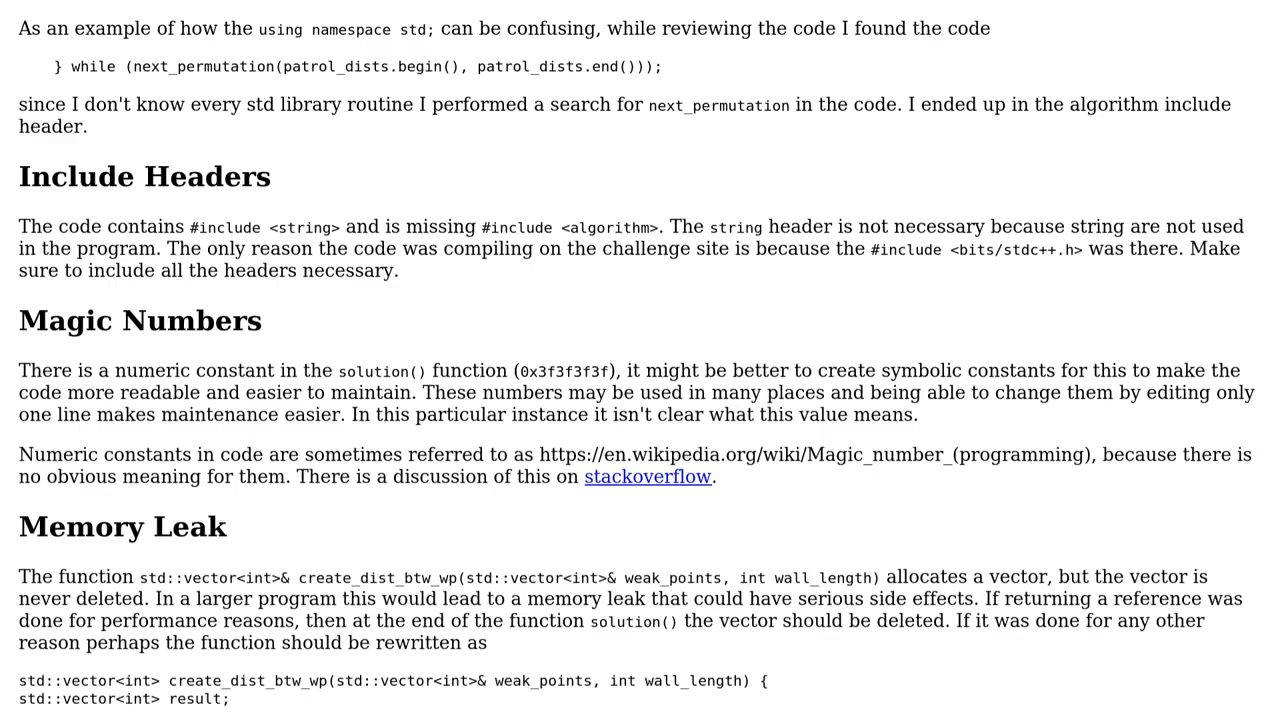 As an example of how the using namespace std; can be confusing, while reviewing the code I found the code
} while (next_permutation(patrol_dists.begin(), patrol_dists.end()));
since I don't know every std library routine I performed a search for next_permutation in the code. I ended up in the algorithm include
header.
Include Headers
The code contains #include <string> and is missing #include <algorithm>. The string header is not necessary because string are not used
in the program. The only reason the code was compiling on the challenge site is because the #include <bits/stdc++.h> was there. Make
sure to include all the headers necessary.
Magic Numbers
There is a numeric constant in the solution() function (0x3f3f3f3f), it might be better to create symbolic constants for this to make the
code more readable and easier to maintain. These numbers may be used in many places and being able to change them by editing only
one line makes maintenance easier. In this particular instance it isn't clear what this value means.
Numeric constants in code are sometimes referred to as https://en.wikipedia.org/wiki/Magic_number_(programming), because there is
no obvious meaning for them. There is a discussion of this on stackoverflow.
Memory Leak
The function std::vector<int>& create_dist_btw_wp(std::vector<int>& weak_points, int wall_length) allocates a vector, but the vector is
never deleted. In a larger program this would lead to a memory leak that could have serious side effects. If returning a reference was
done for performance reasons, then at the end of the function solution() the vector should be deleted. If it was done for any other
reason perhaps the function should be rewritten as
std::vector<int> create_dist_btw_wp(std::vector<int>& weak_points, int wall_length) {
std::vector<int> result;